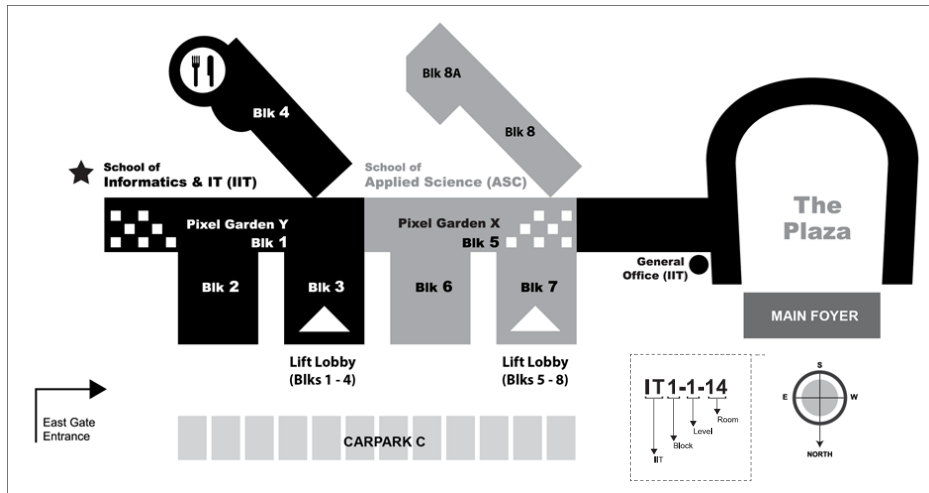 Blk 4
Blk 8A
Blk 8
School of
Informatics & IT (IIT)
School of
Applied Science (ASC)
Pixel Garden Y
Blk 1
Pixel Garden X
Blk 5
The
Plaza
General
Office (IIT)
Blk 2
Blk 3
Blk 6
Blk 7
MAIN FOYER
Lift Lobby
(Blks 1 - 4)
Lift Lobby
(Blks 5 - 8)
East Gate
Entrance
CARPARK C
IT1-1-14
Room
Level
Block
IIT
S
E
W
NORTH